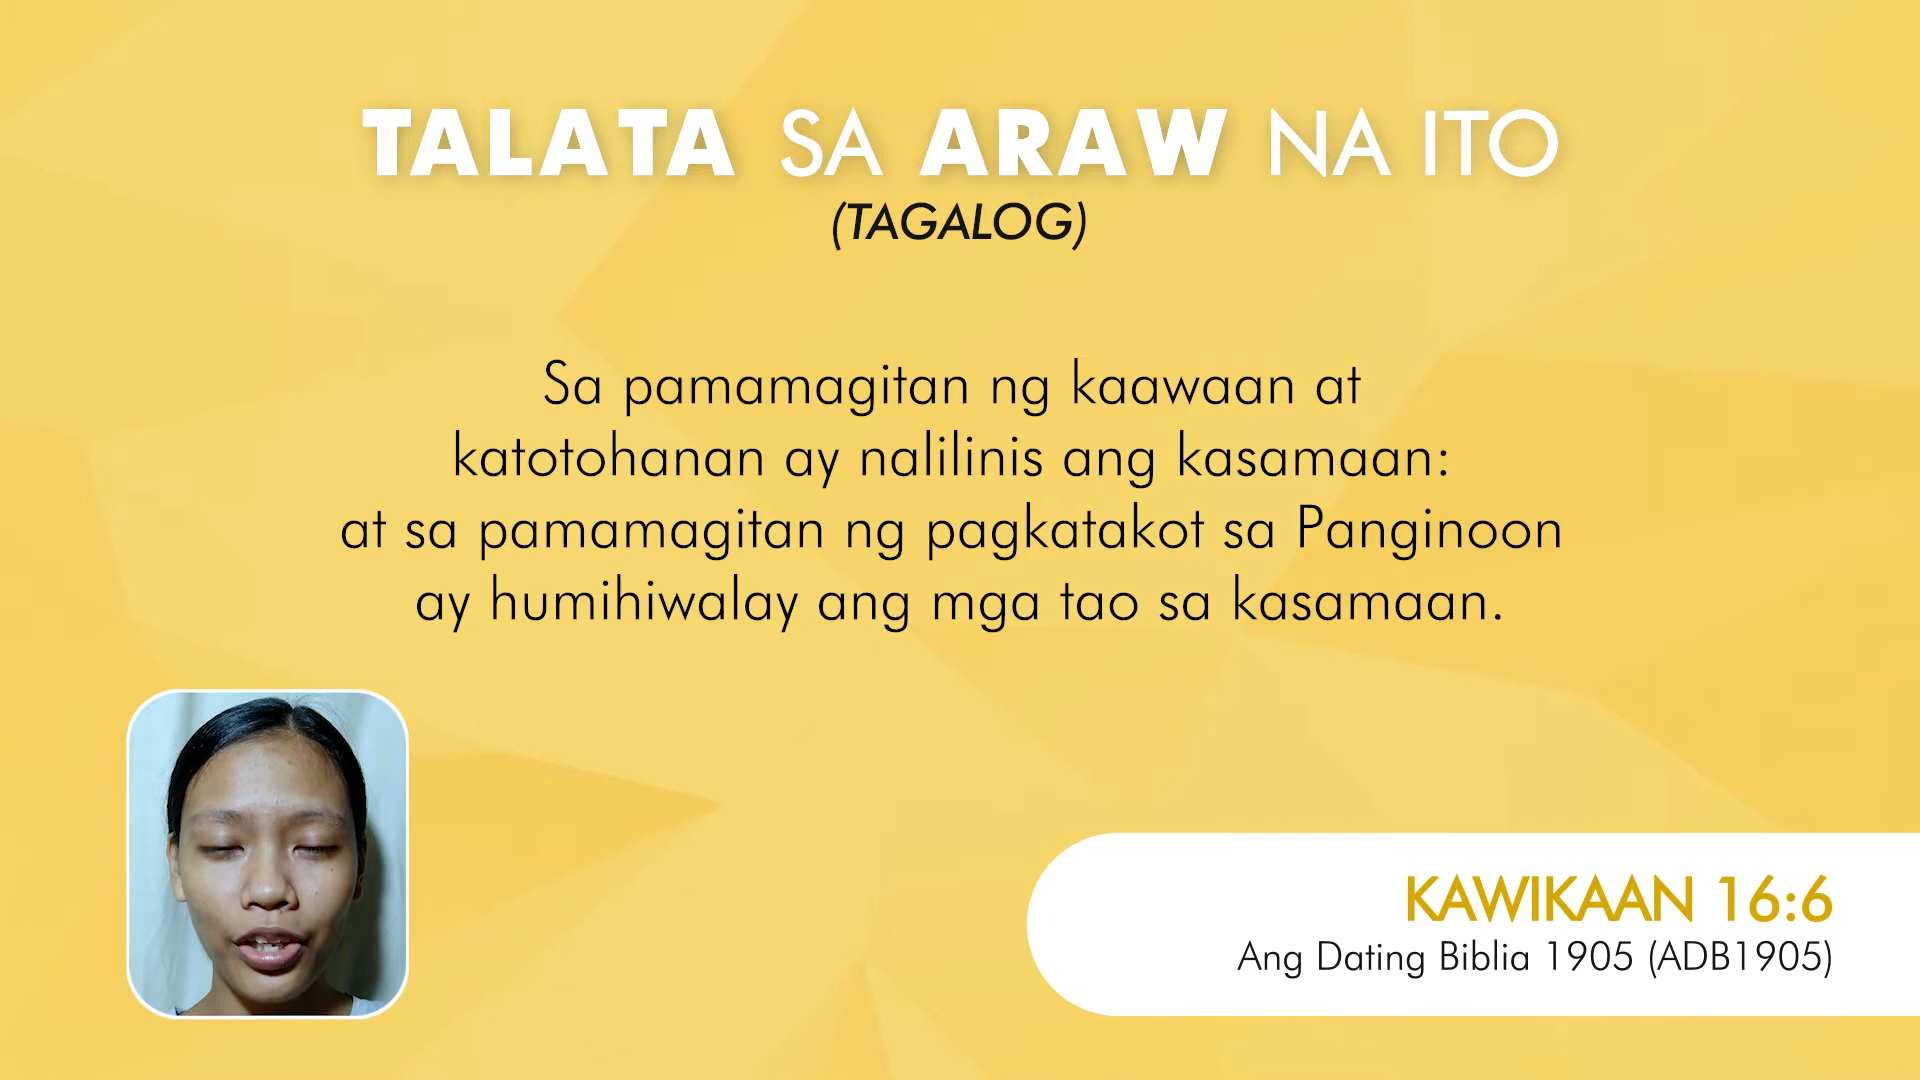 TALATA SA ARAW NA ITO
(TAGALOG)
Sa pamamagitan ng kaawaan at
katotohanan ay nalilinis ang kasamaan:
at sa pamamagitan ng pagkatakot sa Panginoon
ay humihiwalay ang mga tao sa kasamaan.
KAWIKAAN 16:6
Ang Dating Biblia 1905 (ADB1905)